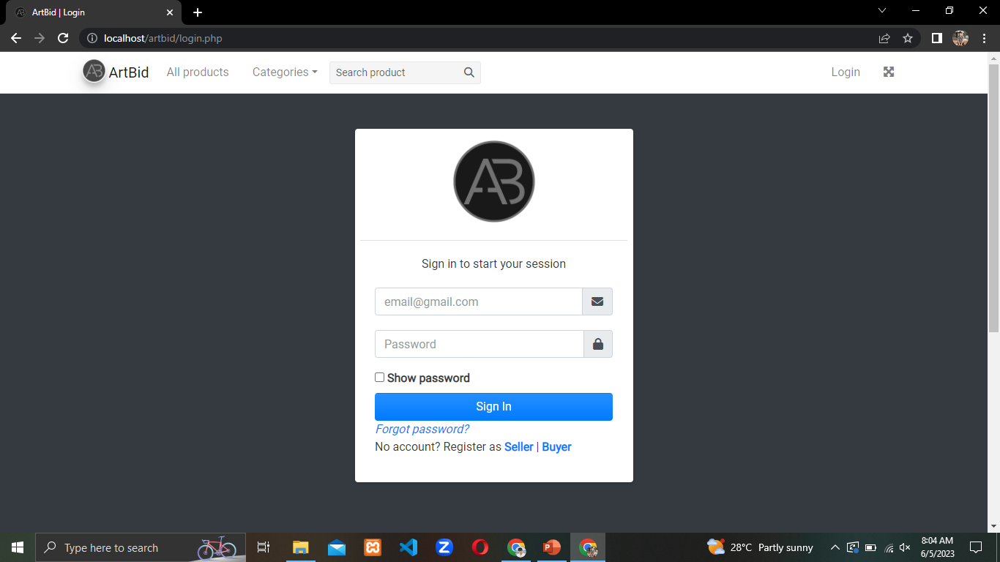 ArtBid | Login
localhost/artbid/login.php
AB ArtBid All products Categories Search product Login
AB
Sign in to start your session
email@gmail.com
Password
Show password
Sign In
Forgot password?
No account? Register as Seller | Buyer
Type here to search
28°C Partly sunny
8:04 AM
6/5/2023